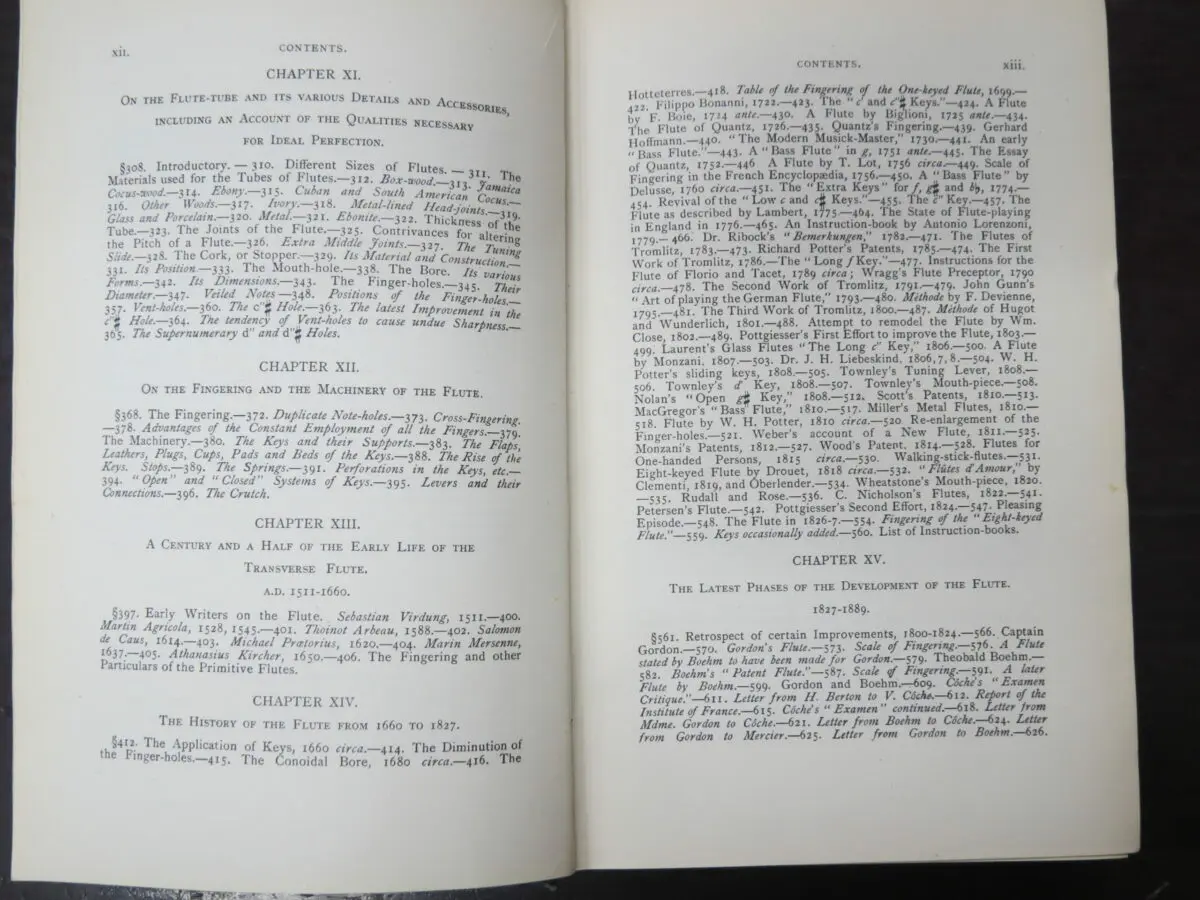 xii.
CONTENTS.
CHAPTER XI.
On the Flute-tube and its various Details and Accessories,
including an Account of the Qualities necessary
for Ideal Perfection.
§308. Introductory. — 310. Different Sizes of Flutes. — 311. The
Materials used for the Tubes of Flutes.—312. Box-wood.—313. Jamaica
Cocus-wood.—314. Ebony.—315. Cuban and South American Cocus.—
316. Other Woods.—317. Ivory.—318. Metal-lined Head-joints.—319.
Glass and Porcelain.—320. Metal.—321. Ebonite.—322. Thickness of the
Tube.—323. The Joints of the Flute.—325. Contrivances for altering
the Pitch of a Flute.—326. Extra Middle Joints.—327. The Tuning
Slide.—328. The Cork, or Stopper.—329. Its Material and Construction.—
331. Its Position.—333. The Mouth-hole.—338. The Bore. Its various
Forms.—342. Its Dimensions.—343. The Finger-holes.—345. Their
Diameter.—347. Veiled Notes—348. Positions of the Finger-holes.—
357. Vent-holes.—360. The c″♯ Hole.—363. The latest Improvement in the
c″♯ Hole.—364. The tendency of Vent-holes to cause undue Sharpness.—
365. The Supernumerary d″ and d″♯ Holes.
CHAPTER XII.
On the Fingering and the Machinery of the Flute.
§368. The Fingering.—372. Duplicate Note-holes.—373. Cross-Fingering.
—378. Advantages of the Constant Employment of all the Fingers.—379.
The Machinery.—380. The Keys and their Supports.—383. The Flaps,
Leathers, Plugs, Cups, Pads and Beds of the Keys.—388. The Rise of the
Keys. Stops.—389. The Springs.—391. Perforations in the Keys, etc.—
394. "Open" and "Closed" Systems of Keys.—395. Levers and their
Connections.—396. The Crutch.
CHAPTER XIII.
A Century and a Half of the Early Life of the
Transverse Flute.
A.D. 1511-1660.
§397. Early Writers on the Flute. Sebastian Virdung, 1511.—400.
Martin Agricola, 1528, 1545.—401. Thoinot Arbeau, 1588.—402. Salomon
de Caus, 1614.—403. Michael Prætorius, 1620.—404. Marin Mersenne,
1637.—405. Athanasius Kircher, 1650.—406. The Fingering and other
Particulars of the Primitive Flutes.
CHAPTER XIV.
The History of the Flute from 1660 to 1827.
§412. The Application of Keys, 1660 circa.—414. The Diminution of
the Finger-holes.—415. The Conoidal Bore, 1680 circa.—416. The
CONTENTS.
xiii.
Hotteterres.—418. Table of the Fingering of the One-keyed Flute, 1699.—
422. Filippo Bonanni, 1722.—423. The "c′ and c′♯ Keys."—424. A Flute
by F. Boie, 1724 ante.—430. A Flute by Biglioni, 1725 ante.—434.
The Flute of Quantz, 1726.—435. Quantz's Fingering.—439. Gerhard
Hoffmann.—440. "The Modern Musick-Master," 1730.—441. An early
"Bass Flute."—443. A "Bass Flute" in g, 1751 ante.—445. The Essay
of Quantz, 1752.—446 A Flute by T. Lot, 1756 circa.—449. Scale of
Fingering in the French Encyclopædia, 1756.—450. A "Bass Flute" by
Delusse, 1760 circa.—451. The "Extra Keys" for f, g♯ and b♭, 1774.—
454. Revival of the "Low c and c♯ Keys."—455. The c″ Key.—457. The
Flute as described by Lambert, 1775.—464. The State of Flute-playing
in England in 1776.—465. An Instruction-book by Antonio Lorenzoni,
1779.— 466. Dr. Ribock's "Bemerkungen," 1782.—471. The Flutes of
Tromlitz, 1783.—473. Richard Potter's Patents, 1785.—474. The First
Work of Tromlitz, 1786.—The "Long f Key."—477. Instructions for the
Flute of Florio and Tacet, 1789 circa; Wragg's Flute Preceptor, 1790
circa.—478. The Second Work of Tromlitz, 1791.—479. John Gunn's
"Art of playing the German Flute," 1793.—480. Méthode by F. Devienne,
1795.—481. The Third Work of Tromlitz, 1800.—487. Méthode of Hugot
and Wunderlich, 1801.—488. Attempt to remodel the Flute by Wm.
Close, 1802.—489. Pottgiesser's First Effort to improve the Flute, 1803.—
499. Laurent's Glass Flutes "The Long c″ Key," 1806.—500. A Flute
by Monzani, 1807.—503. Dr. J. H. Liebeskind, 1806, 7, 8.—504. W. H.
Potter's sliding keys, 1808.—505. Townley's Tuning Lever, 1808.—
506. Townley's d′ Key, 1808.—507. Townley's Mouth-piece.—508.
Nolan's "Open g♯ Key," 1808.—512. Scott's Patents, 1810.—513.
MacGregor's "Bass Flute," 1810.—517. Miller's Metal Flutes, 1810.—
518. Flute by W. H. Potter, 1810 circa.—520 Re-enlargement of the
Finger-holes.—521. Weber's account of a New Flute, 1811.—525.
Monzani's Patents, 1812.—527. Wood's Patent, 1814.—528. Flutes for
One-handed Persons, 1815 circa.—530. Walking-stick-flutes.—531.
Eight-keyed Flute by Drouet, 1818 circa.—532. "Flûtes d'Amour," by
Clementi, 1819, and Oberlender.—534. Wheatstone's Mouth-piece, 1820.
—535. Rudall and Rose.—536. C. Nicholson's Flutes, 1822.—541.
Petersen's Flute.—542. Pottgiesser's Second Effort, 1824.—547. Pleasing
Episode.—548. The Flute in 1826-7.—554. Fingering of the "Eight-keyed
Flute."—559. Keys occasionally added.—560. List of Instruction-books.
CHAPTER XV.
The Latest Phases of the Development of the Flute.
1827-1889.
§561. Retrospect of certain Improvements, 1800-1824.—566. Captain
Gordon.—570. Gordon's Flute.—573. Scale of Fingering.—576. A Flute
stated by Boehm to have been made for Gordon.—579. Theobald Boehm.—
582. Boehm's "Patent Flute."—587. Scale of Fingering.—591. A later
Flute by Boehm.—599. Gordon and Boehm.—609. Côche's "Examen
Critique."—611. Letter from H. Berton to V. Côche.—612. Report of the
Institute of France.—615. Côche's "Examen" continued.—618. Letter from
Mdme. Gordon to Côche.—621. Letter from Boehm to Côche.—624. Letter
from Gordon to Mercier.—625. Letter from Gordon to Boehm.—626.